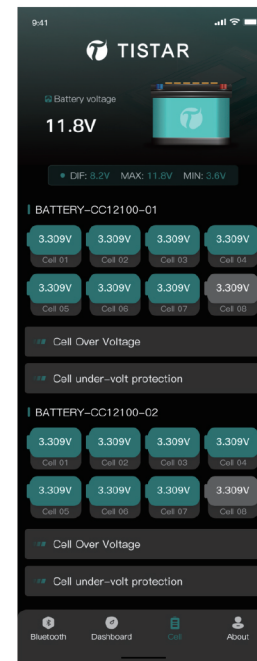 9:41
TISTAR
Battery voltage
11.8V
DIF: 8.2V MAX: 11.8V MIN: 3.6V
BATTERY-CC12100-01
3.309V 3.309V 3.309V 3.309V
Cell 01 Cell 02 Cell 03 Cell 04
3.309V 3.309V 3.309V 3.309V
Cell 05 Cell 06 Cell 07 Cell 08
Cell Over Voltage
Cell under-volt protection
BATTERY-CC12100-02
3.309V 3.309V 3.309V 3.309V
Cell 01 Cell 02 Cell 03 Cell 04
3.309V 3.309V 3.309V 3.309V
Cell 05 Cell 06 Cell 07 Cell 08
Cell Over Voltage
Cell under-volt protection
Bluetooth Dashboard Cell About